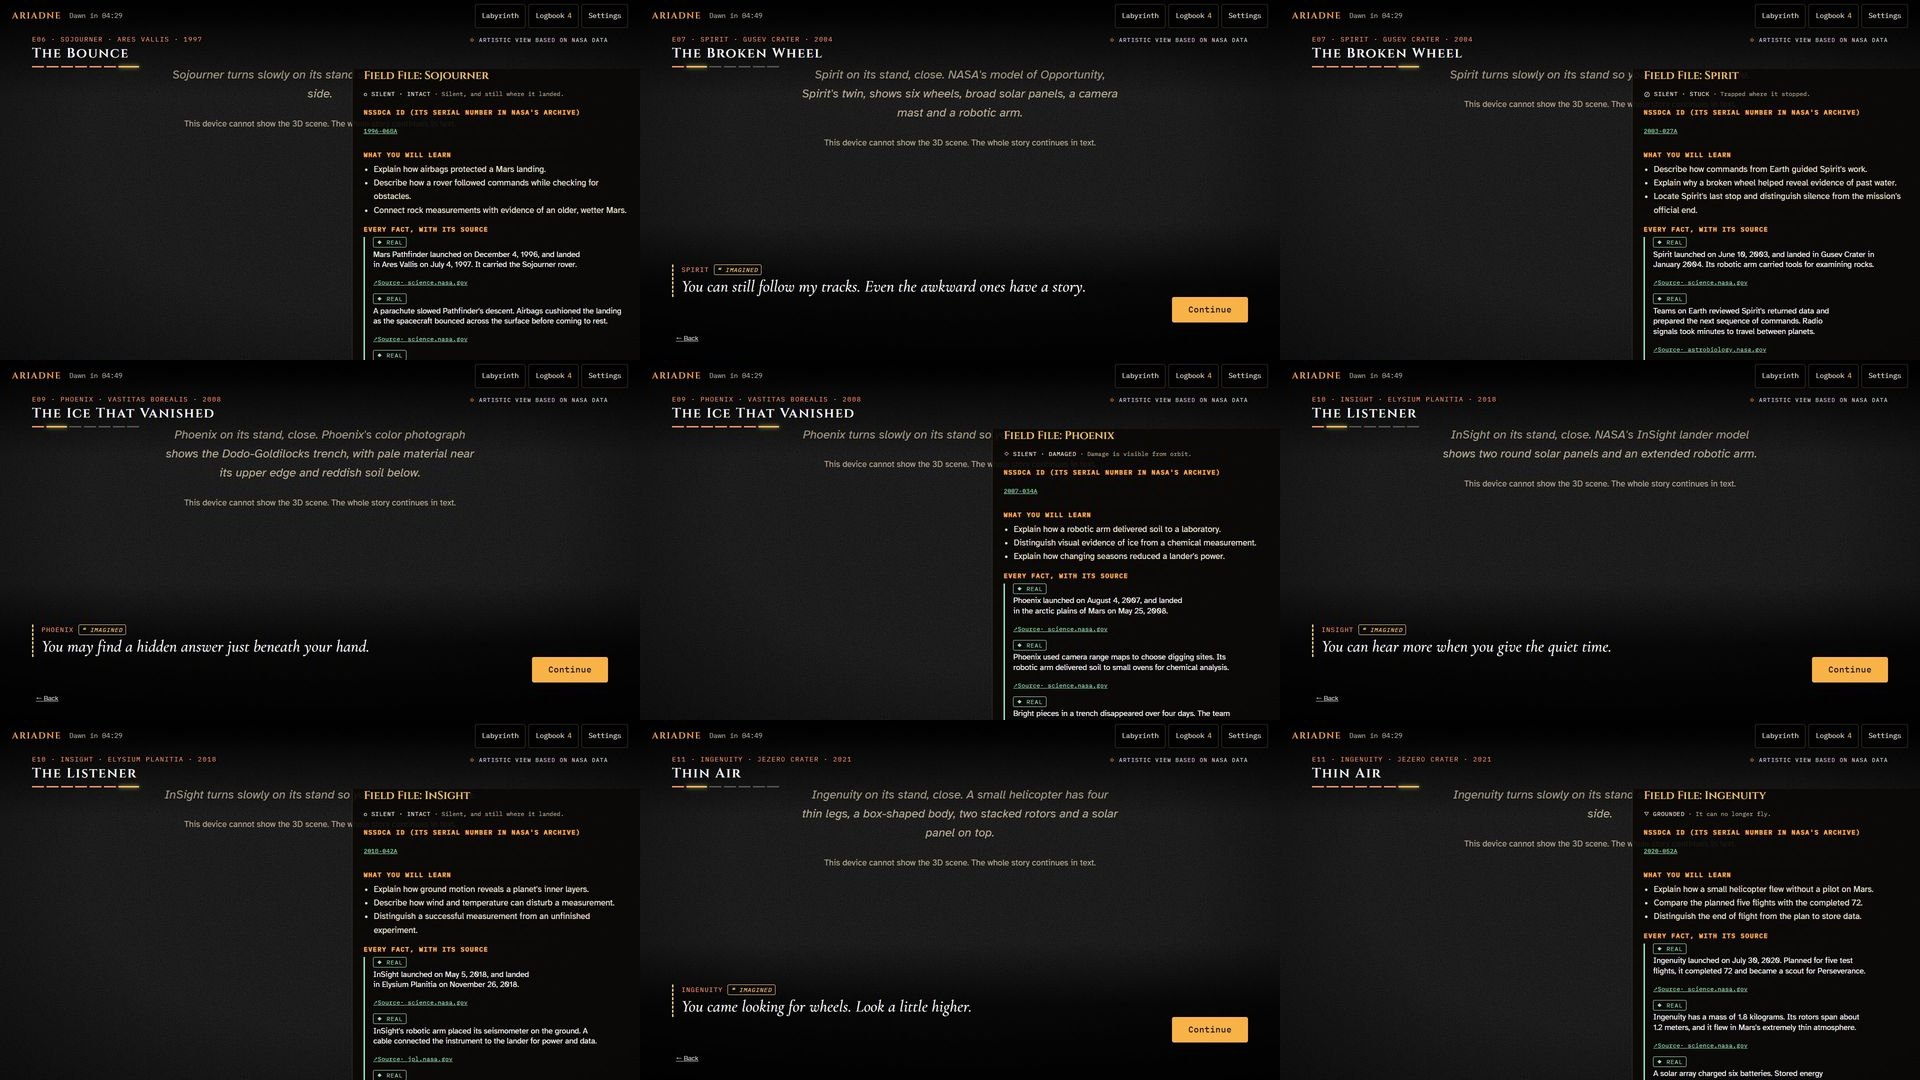 ARIADNE Dawn in 04:29
Labyrinth Logbook 4 Settings
E06 · SOJOURNER · ARES VALLIS · 1997
THE BOUNCE
ARTISTIC VIEW BASED ON NASA DATA
Sojourner turns slowly on its stand
side.
This device cannot show the 3D scene. The w
FIELD FILE: SOJOURNER
SILENT · INTACT · Silent, and still where it landed.
NSSDCA ID (ITS SERIAL NUMBER IN NASA'S ARCHIVE)
1996-068A
WHAT YOU WILL LEARN
• Explain how airbags protected a Mars landing.
• Describe how a rover followed commands while checking for
obstacles.
• Connect rock measurements with evidence of an older, wetter Mars.
EVERY FACT, WITH ITS SOURCE
◆ REAL
Mars Pathfinder launched on December 4, 1996, and landed
in Ares Vallis on July 4, 1997. It carried the Sojourner rover.
↗Source· science.nasa.gov
◆ REAL
A parachute slowed Pathfinder's descent. Airbags cushioned the landing
as the spacecraft bounced across the surface before coming to rest.
↗Source· science.nasa.gov
◆ REAL
ARIADNE Dawn in 04:49
Labyrinth Logbook 4 Settings
E07 · SPIRIT · GUSEV CRATER · 2004
THE BROKEN WHEEL
ARTISTIC VIEW BASED ON NASA DATA
Spirit on its stand, close. NASA's model of Opportunity,
Spirit's twin, shows six wheels, broad solar panels, a camera
mast and a robotic arm.
This device cannot show the 3D scene. The whole story continues in text.
SPIRIT ❝ IMAGINED
You can still follow my tracks. Even the awkward ones have a story.
Continue
← Back
ARIADNE Dawn in 04:29
Labyrinth Logbook 4 Settings
E07 · SPIRIT · GUSEV CRATER · 2004
THE BROKEN WHEEL
ARTISTIC VIEW BASED ON NASA DATA
Spirit turns slowly on its stand so y
This device cannot show the 3D scene. The w
FIELD FILE: SPIRIT
SILENT · STUCK · Trapped where it stopped.
NSSDCA ID (ITS SERIAL NUMBER IN NASA'S ARCHIVE)
2003-027A
WHAT YOU WILL LEARN
• Describe how commands from Earth guided Spirit's work.
• Explain why a broken wheel helped reveal evidence of past water.
• Locate Spirit's last stop and distinguish silence from the mission's
official end.
EVERY FACT, WITH ITS SOURCE
◆ REAL
Spirit launched on June 10, 2003, and landed in Gusev Crater in
January 2004. Its robotic arm carried tools for examining rocks.
↗Source· science.nasa.gov
◆ REAL
Teams on Earth reviewed Spirit's returned data and
prepared the next sequence of commands. Radio
signals took minutes to travel between planets.
↗Source· astrobiology.nasa.gov
ARIADNE Dawn in 04:49
Labyrinth Logbook 4 Settings
E09 · PHOENIX · VASTITAS BOREALIS · 2008
THE ICE THAT VANISHED
ARTISTIC VIEW BASED ON NASA DATA
Phoenix on its stand, close. Phoenix's color photograph
shows the Dodo-Goldilocks trench, with pale material near
its upper edge and reddish soil below.
This device cannot show the 3D scene. The whole story continues in text.
PHOENIX ❝ IMAGINED
You may find a hidden answer just beneath your hand.
Continue
← Back
ARIADNE Dawn in 04:29
Labyrinth Logbook 4 Settings
E09 · PHOENIX · VASTITAS BOREALIS · 2008
THE ICE THAT VANISHED
ARTISTIC VIEW BASED ON NASA DATA
Phoenix turns slowly on its stand so
This device cannot show the 3D scene. The w
FIELD FILE: PHOENIX
SILENT · DAMAGED · Damage is visible from orbit.
NSSDCA ID (ITS SERIAL NUMBER IN NASA'S ARCHIVE)
2007-034A
WHAT YOU WILL LEARN
• Explain how a robotic arm delivered soil to a laboratory.
• Distinguish visual evidence of ice from a chemical measurement.
• Explain how changing seasons reduced a lander's power.
EVERY FACT, WITH ITS SOURCE
◆ REAL
Phoenix launched on August 4, 2007, and landed
in the arctic plains of Mars on May 25, 2008.
↗Source· science.nasa.gov
◆ REAL
Phoenix used camera range maps to choose digging sites. Its
robotic arm delivered soil to small ovens for chemical analysis.
↗Source· science.nasa.gov
◆ REAL
Bright pieces in a trench disappeared over four days. The team
ARIADNE Dawn in 04:49
Labyrinth Logbook 4 Settings
E10 · INSIGHT · ELYSIUM PLANITIA · 2018
THE LISTENER
ARTISTIC VIEW BASED ON NASA DATA
InSight on its stand, close. NASA's InSight lander model
shows two round solar panels and an extended robotic arm.
This device cannot show the 3D scene. The whole story continues in text.
INSIGHT ❝ IMAGINED
You can hear more when you give the quiet time.
Continue
← Back
ARIADNE Dawn in 04:29
Labyrinth Logbook 4 Settings
E10 · INSIGHT · ELYSIUM PLANITIA · 2018
THE LISTENER
ARTISTIC VIEW BASED ON NASA DATA
InSight turns slowly on its stand so
This device cannot show the 3D scene. The w
FIELD FILE: INSIGHT
SILENT · INTACT · Silent, and still where it landed.
NSSDCA ID (ITS SERIAL NUMBER IN NASA'S ARCHIVE)
2018-042A
WHAT YOU WILL LEARN
• Explain how ground motion reveals a planet's inner layers.
• Describe how wind and temperature can disturb a measurement.
• Distinguish a successful measurement from an unfinished
experiment.
EVERY FACT, WITH ITS SOURCE
◆ REAL
InSight launched on May 5, 2018, and landed
in Elysium Planitia on November 26, 2018.
↗Source· science.nasa.gov
◆ REAL
InSight's robotic arm placed its seismometer on the ground. A
cable connected the instrument to the lander for power and data.
↗Source· jpl.nasa.gov
◆ REAL
ARIADNE Dawn in 04:49
Labyrinth Logbook 4 Settings
E11 · INGENUITY · JEZERO CRATER · 2021
THIN AIR
ARTISTIC VIEW BASED ON NASA DATA
Ingenuity on its stand, close. A small helicopter has four
thin legs, a box-shaped body, two stacked rotors and a solar
panel on top.
This device cannot show the 3D scene. The whole story continues in text.
INGENUITY ❝ IMAGINED
You came looking for wheels. Look a little higher.
Continue
← Back
ARIADNE Dawn in 04:29
Labyrinth Logbook 4 Settings
E11 · INGENUITY · JEZERO CRATER · 2021
THIN AIR
ARTISTIC VIEW BASED ON NASA DATA
Ingenuity turns slowly on its stand
side.
This device cannot show the 3D scene. The w
FIELD FILE: INGENUITY
▽ GROUNDED · It can no longer fly.
NSSDCA ID (ITS SERIAL NUMBER IN NASA'S ARCHIVE)
2020-052A
WHAT YOU WILL LEARN
• Explain how a small helicopter flew without a pilot on Mars.
• Compare the planned five flights with the completed 72.
• Distinguish the end of flight from the plan to store data.
EVERY FACT, WITH ITS SOURCE
◆ REAL
Ingenuity launched on July 30, 2020. Planned for five test
flights, it completed 72 and became a scout for Perseverance.
↗Source· science.nasa.gov
◆ REAL
Ingenuity has a mass of 1.8 kilograms. Its rotors span about
1.2 meters, and it flew in Mars's extremely thin atmosphere.
↗Source· science.nasa.gov
◆ REAL
A solar array charged six batteries. Stored energy